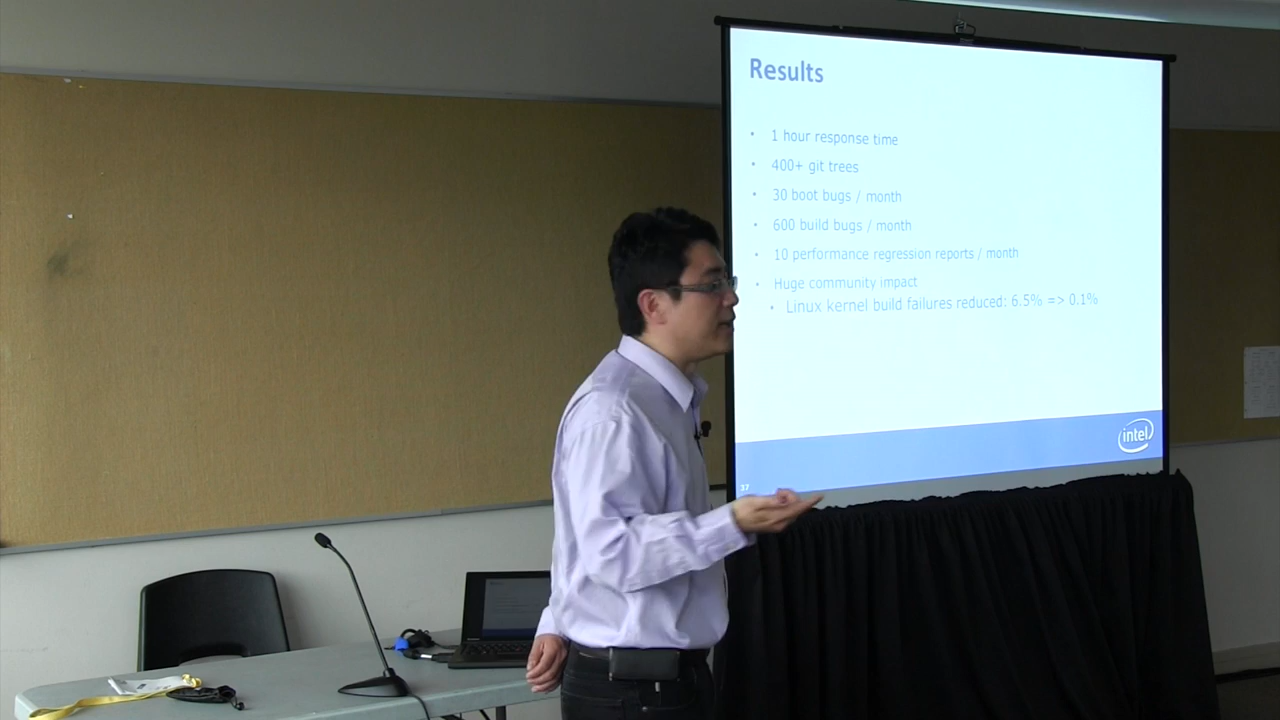 Results
• 1 hour response time
• 400+ git trees
• 30 boot bugs / month
• 600 build bugs / month
• 10 performance regression reports / month
• Huge community impact
• Linux kernel build failures reduced: 6.5% => 0.1%
intel
37